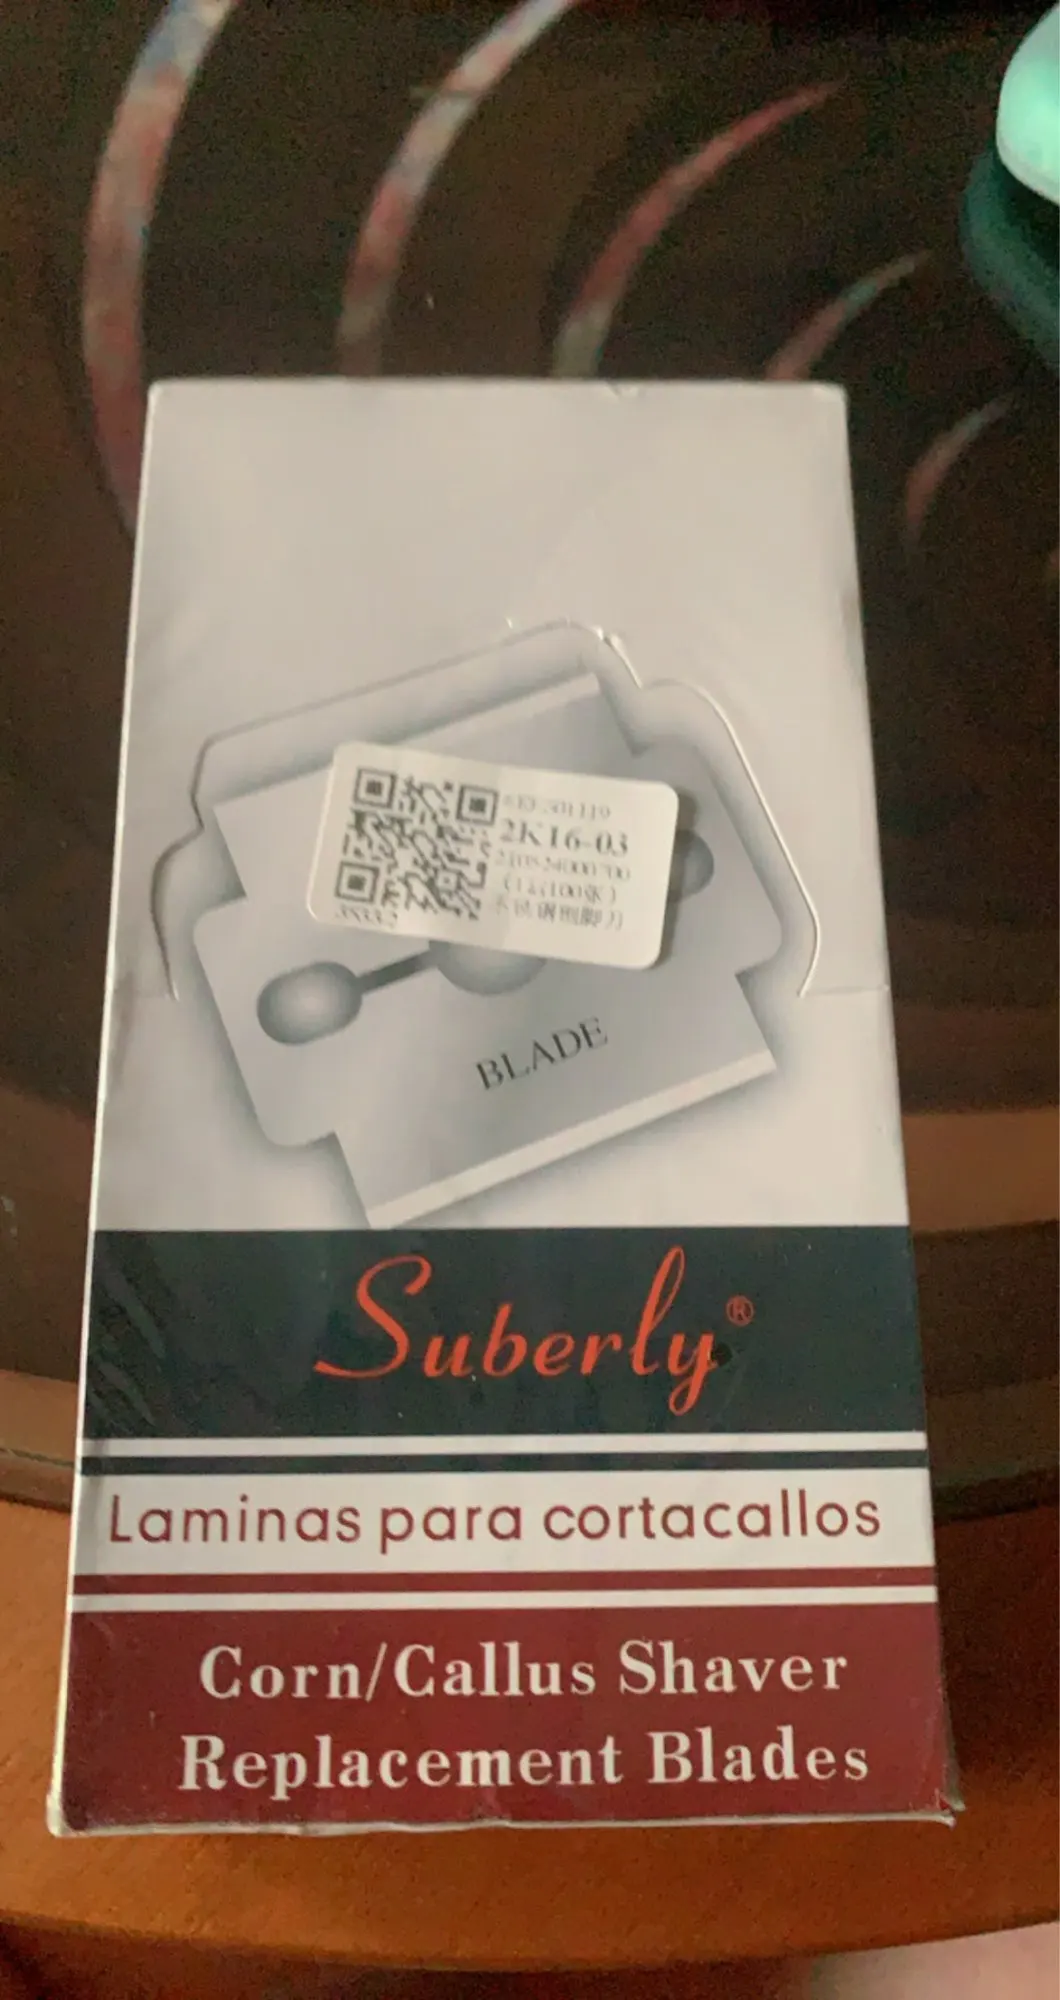 2K16-03
BLADE
Suberly®
Laminas para cortacallos
Corn/Callus Shaver
Replacement Blades